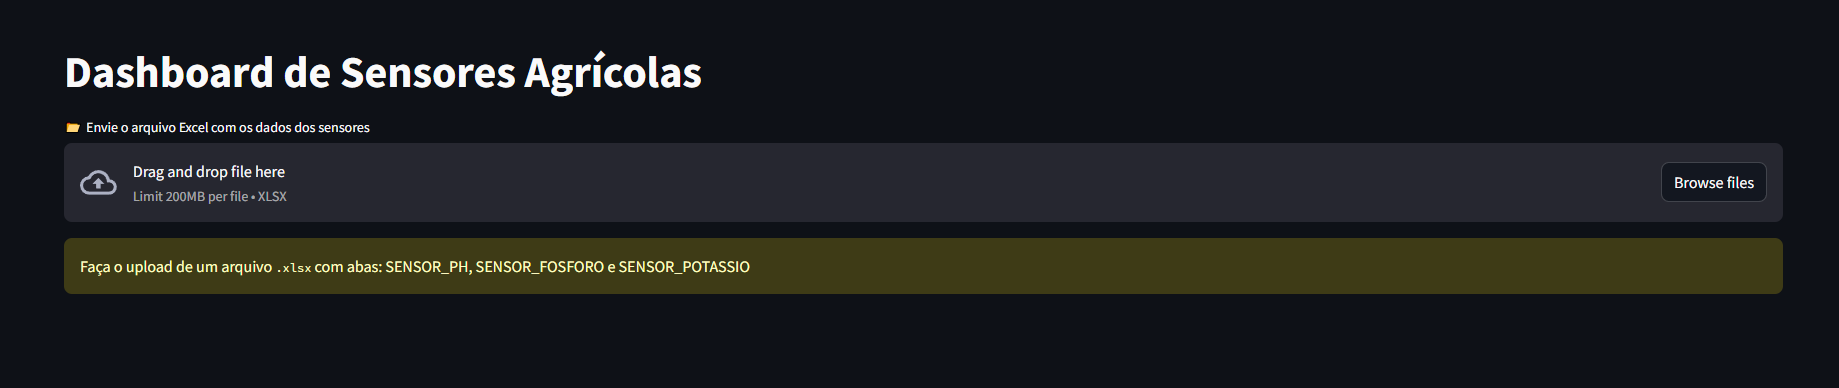 Dashboard de Sensores Agrícolas
📂 Envie o arquivo Excel com os dados dos sensores
Drag and drop file here
Limit 200MB per file • XLSX
Browse files
Faça o upload de um arquivo .xlsx com abas: SENSOR_PH, SENSOR_FOSFORO e SENSOR_POTASSIO